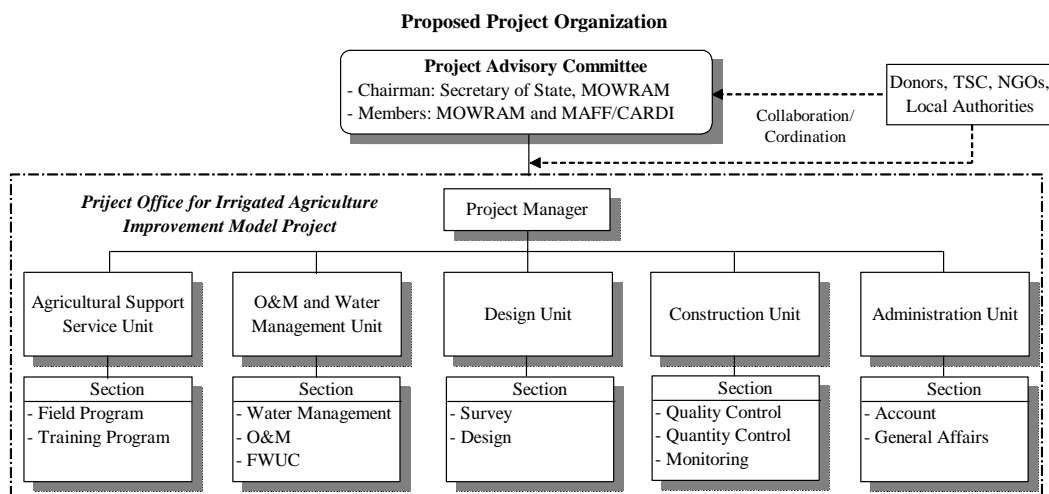 Proposed Project Organization
Project Advisory Committee
- Chairman: Secretary of State, MOWRAM
- Members: MOWRAM and MAFF/CARDI
Donors, TSC, NGOs,
Local Authorities
Collaboration/
Cordination
Priject Office for Irrigated Agriculture
Improvement Model Project
Project Manager
Agricultural Support
Service Unit
O&M and Water
Management Unit
Design Unit
Construction Unit
Administration Unit
Section
- Field Program
- Training Program
Section
- Water Management
- O&M
- FWUC
Section
- Survey
- Design
Section
- Quality Control
- Quantity Control
- Monitoring
Section
- Account
- General Affairs